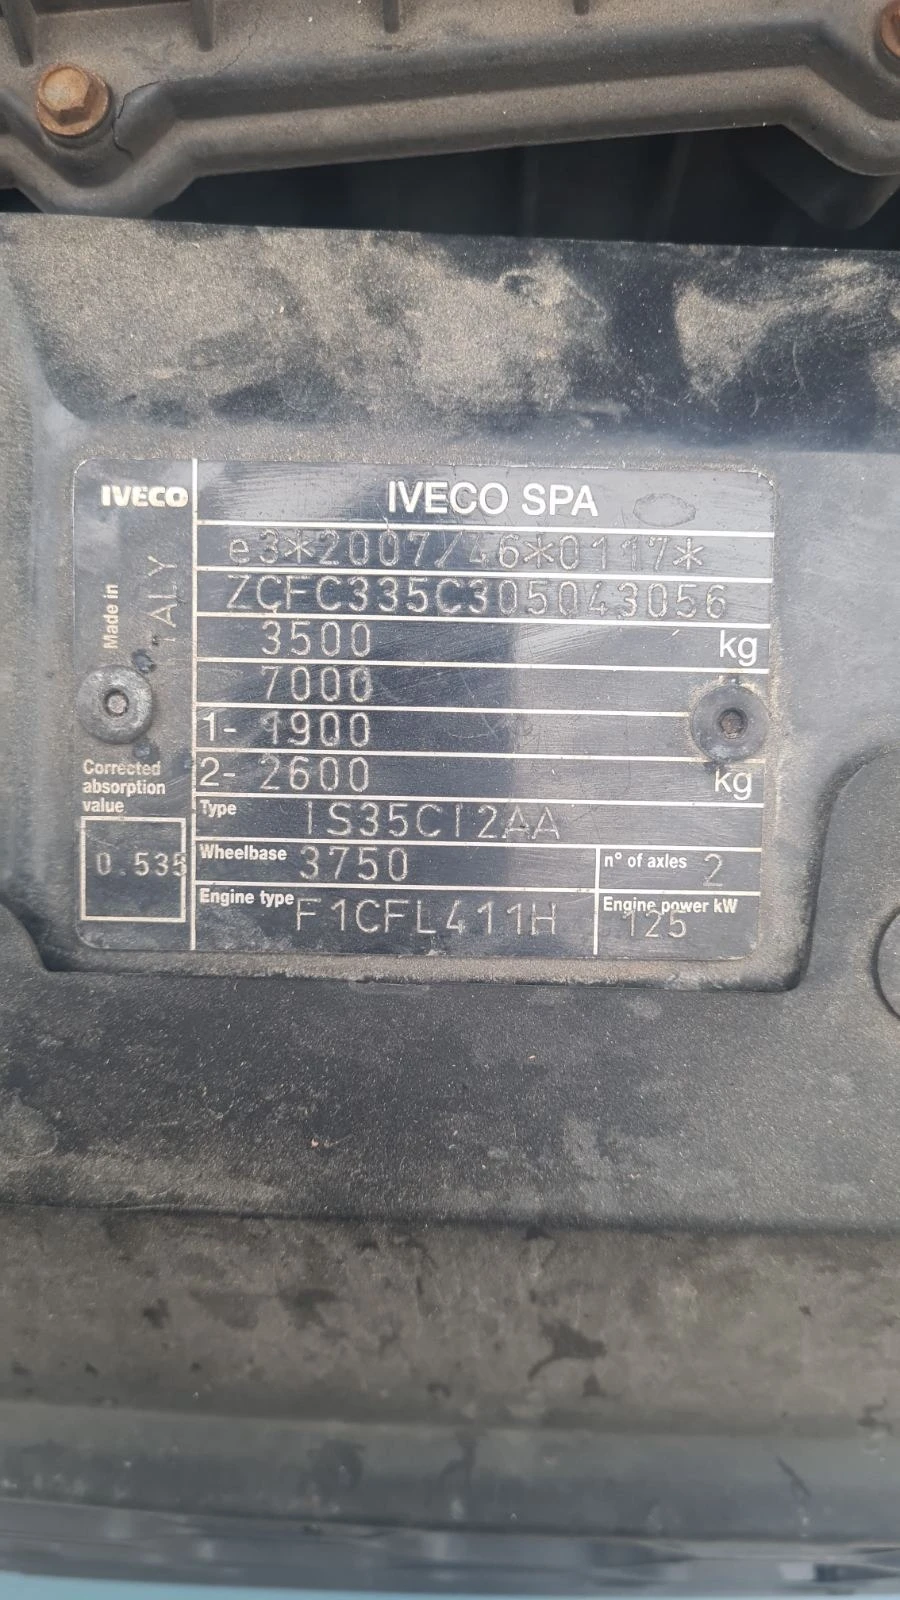 IVECO
IVECO SPA
Made in ITALY
e3*2007/46*0117*
ZCFC335C305043056
3500 kg
7000
1- 1900
2- 2600 kg
Corrected
absorption
value
0.535
Type IS35CI2AA
Wheelbase 3750
n° of axles 2
Engine type F1CFL411H
Engine power kW 125